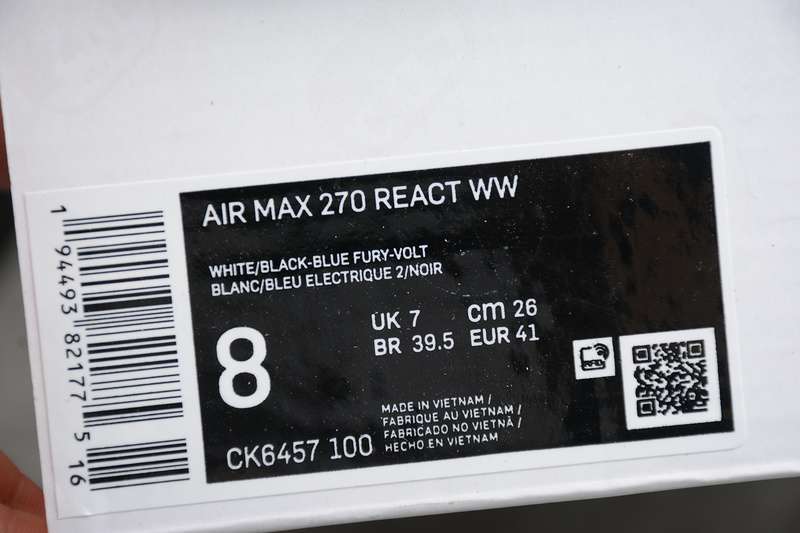 AIR MAX 270 REACT WW
WHITE/BLACK-BLUE FURY-VOLT
BLANC/BLEU ELECTRIQUE 2/NOIR
8
UK 7 cm 26
BR 39.5 EUR 41
MADE IN VIETNAM /
FABRIQUE AU VIETNAM /
FABRICADO NO VIETNÃ /
HECHO EN VIETNAM
CK6457 100
1 94493 82177 5 16